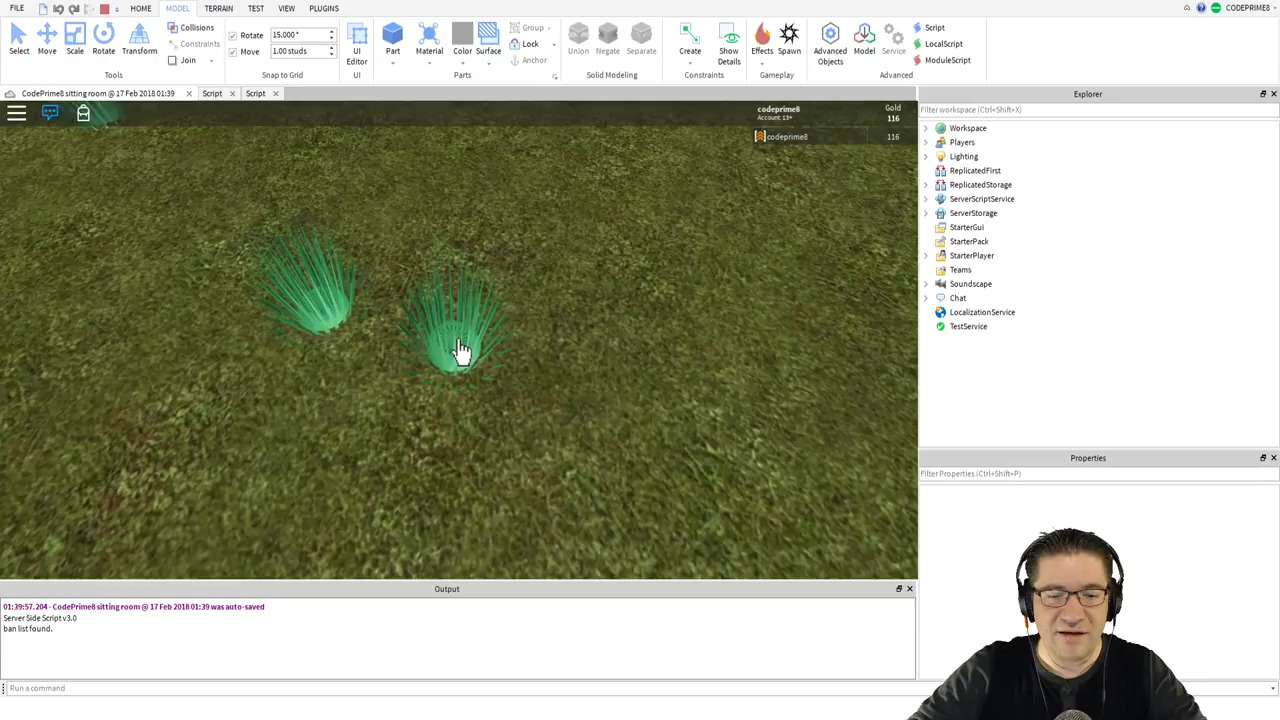 FILE HOME MODEL TERRAIN TEST VIEW PLUGINS CODEPRIME8
Select Move Scale Rotate Transform
Collisions
Constraints
Join
Rotate 15.000°
Move 1.00 studs
UI
Editor
Part Material Color Surface
Group
Lock
Anchor
Union Negate Separate
Create Show
Details
Effects Spawn
Advanced
Objects Model Service
Script
LocalScript
ModuleScript
Tools Snap to Grid UI Parts Solid Modeling Constraints Gameplay Advanced
CodePrime8 sitting room @ 17 Feb 2018 01:39 Script Script
codeprime8
Account: 13+
Gold
116
codeprime8 116
Explorer
Filter workspace (Ctrl+Shift+X)
Workspace
Players
Lighting
ReplicatedFirst
ReplicatedStorage
ServerScriptService
ServerStorage
StarterGui
StarterPack
StarterPlayer
Teams
Soundscape
Chat
LocalizationService
TestService
Properties
Filter Properties (Ctrl+Shift+P)
Output
01:39:57.204 - CodePrime8 sitting room @ 17 Feb 2018 01:39 was auto-saved
Server Side Script v3.0
ban list found.
Run a command